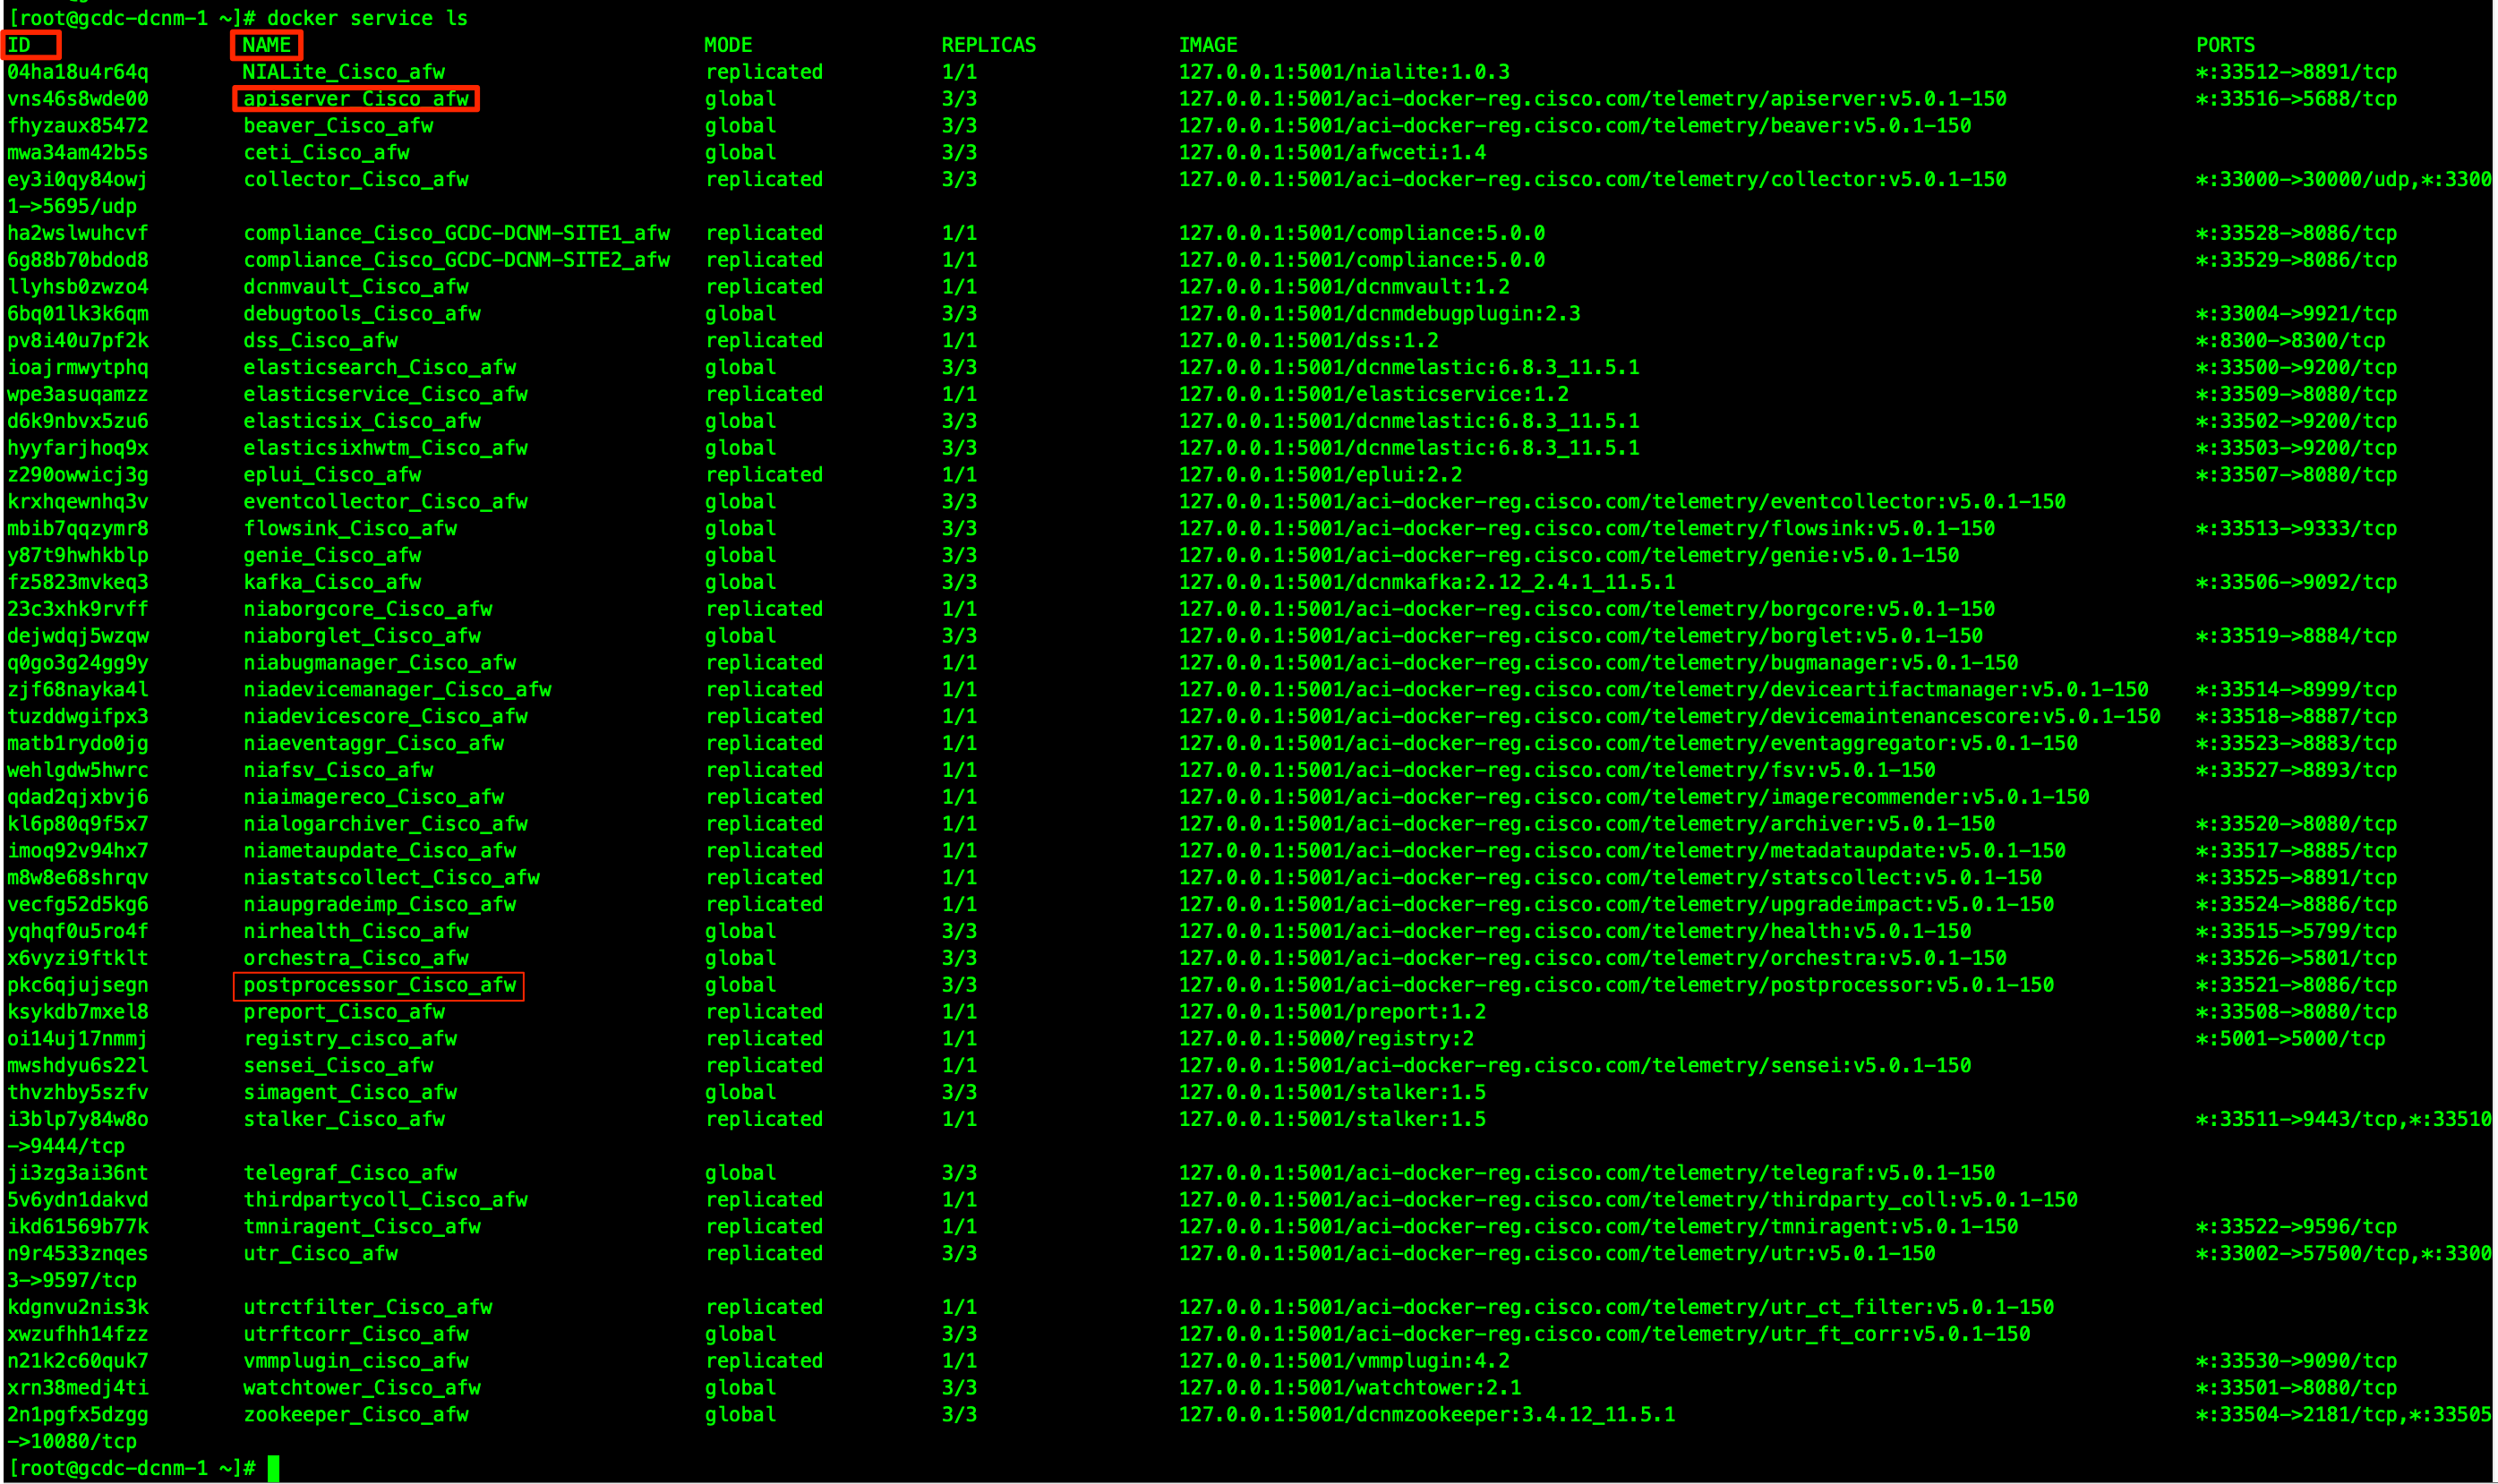 [root@gcdc-dcnm-1 ~]# docker service ls
ID NAME MODE REPLICAS IMAGE PORTS
04ha18u4r64q NIALite_Cisco_afw replicated 1/1 127.0.0.1:5001/nialite:1.0.3 *:33512->8891/tcp
vns46s8wde00 apiserver_Cisco_afw global 3/3 127.0.0.1:5001/aci-docker-reg.cisco.com/telemetry/apiserver:v5.0.1-150 *:33516->5688/tcp
fhyzaux85472 beaver_Cisco_afw global 3/3 127.0.0.1:5001/aci-docker-reg.cisco.com/telemetry/beaver:v5.0.1-150
mwa34am42b5s ceti_Cisco_afw global 3/3 127.0.0.1:5001/afwceti:1.4
ey3i0qy84owj collector_Cisco_afw replicated 3/3 127.0.0.1:5001/aci-docker-reg.cisco.com/telemetry/collector:v5.0.1-150 *:33000->30000/udp,*:3300
1->5695/udp
ha2wslwuhcvf compliance_Cisco_GCDC-DCNM-SITE1_afw replicated 1/1 127.0.0.1:5001/compliance:5.0.0 *:33528->8086/tcp
6g88b70bdod8 compliance_Cisco_GCDC-DCNM-SITE2_afw replicated 1/1 127.0.0.1:5001/compliance:5.0.0 *:33529->8086/tcp
llyhsb0zwzo4 dcnmvault_Cisco_afw replicated 1/1 127.0.0.1:5001/dcnmvault:1.2
6bq01lk3k6qm debugtools_Cisco_afw global 3/3 127.0.0.1:5001/dcnmdebugplugin:2.3 *:33004->9921/tcp
pv8i40u7pf2k dss_Cisco_afw replicated 1/1 127.0.0.1:5001/dss:1.2 *:8300->8300/tcp
ioajrmwytphq elasticsearch_Cisco_afw global 3/3 127.0.0.1:5001/dcnmelastic:6.8.3_11.5.1 *:33500->9200/tcp
wpe3asuqamzz elasticservice_Cisco_afw replicated 1/1 127.0.0.1:5001/elasticservice:1.2 *:33509->8080/tcp
d6k9nbvx5zu6 elasticsix_Cisco_afw global 3/3 127.0.0.1:5001/dcnmelastic:6.8.3_11.5.1 *:33502->9200/tcp
hyyfarjhoq9x elasticsixhwtm_Cisco_afw global 3/3 127.0.0.1:5001/dcnmelastic:6.8.3_11.5.1 *:33503->9200/tcp
z290owwicj3g eplui_Cisco_afw replicated 1/1 127.0.0.1:5001/eplui:2.2 *:33507->8080/tcp
krxhqewnhq3v eventcollector_Cisco_afw global 3/3 127.0.0.1:5001/aci-docker-reg.cisco.com/telemetry/eventcollector:v5.0.1-150
mbib7qqzymr8 flowsink_Cisco_afw global 3/3 127.0.0.1:5001/aci-docker-reg.cisco.com/telemetry/flowsink:v5.0.1-150 *:33513->9333/tcp
y87t9hwhkblp genie_Cisco_afw global 3/3 127.0.0.1:5001/aci-docker-reg.cisco.com/telemetry/genie:v5.0.1-150
fz5823mvkeq3 kafka_Cisco_afw global 3/3 127.0.0.1:5001/dcnmkafka:2.12_2.4.1_11.5.1 *:33506->9092/tcp
23c3xhk9rvff niaborgcore_Cisco_afw replicated 1/1 127.0.0.1:5001/aci-docker-reg.cisco.com/telemetry/borgcore:v5.0.1-150
dejwdqj5wzqw niaborglet_Cisco_afw global 3/3 127.0.0.1:5001/aci-docker-reg.cisco.com/telemetry/borglet:v5.0.1-150 *:33519->8884/tcp
q0go3g24gg9y niabugmanager_Cisco_afw replicated 1/1 127.0.0.1:5001/aci-docker-reg.cisco.com/telemetry/bugmanager:v5.0.1-150
zjf68nayka4l niadevicemanager_Cisco_afw replicated 1/1 127.0.0.1:5001/aci-docker-reg.cisco.com/telemetry/deviceartifactmanager:v5.0.1-150 *:33514->8999/tcp
tuzddwgifpx3 niadevicescore_Cisco_afw replicated 1/1 127.0.0.1:5001/aci-docker-reg.cisco.com/telemetry/devicemaintenancescore:v5.0.1-150 *:33518->8887/tcp
matb1rydo0jg niaeventaggr_Cisco_afw replicated 1/1 127.0.0.1:5001/aci-docker-reg.cisco.com/telemetry/eventaggregator:v5.0.1-150 *:33523->8883/tcp
wehlgdw5hwrc niafsv_Cisco_afw replicated 1/1 127.0.0.1:5001/aci-docker-reg.cisco.com/telemetry/fsv:v5.0.1-150 *:33527->8893/tcp
qdad2qjxbvj6 niaimagereco_Cisco_afw replicated 1/1 127.0.0.1:5001/aci-docker-reg.cisco.com/telemetry/imagerecommender:v5.0.1-150
kl6p80q9f5x7 nialogarchiver_Cisco_afw replicated 1/1 127.0.0.1:5001/aci-docker-reg.cisco.com/telemetry/archiver:v5.0.1-150 *:33520->8080/tcp
imoq92v94hx7 niametaupdate_Cisco_afw replicated 1/1 127.0.0.1:5001/aci-docker-reg.cisco.com/telemetry/metadataupdate:v5.0.1-150 *:33517->8885/tcp
m8w8e68shrqv niastatscollect_Cisco_afw replicated 1/1 127.0.0.1:5001/aci-docker-reg.cisco.com/telemetry/statscollect:v5.0.1-150 *:33525->8891/tcp
vecfg52d5kg6 niaupgradeimp_Cisco_afw replicated 1/1 127.0.0.1:5001/aci-docker-reg.cisco.com/telemetry/upgradeimpact:v5.0.1-150 *:33524->8886/tcp
yqhqf0u5ro4f nirhealth_Cisco_afw global 3/3 127.0.0.1:5001/aci-docker-reg.cisco.com/telemetry/health:v5.0.1-150 *:33515->5799/tcp
x6vyzi9ftklt orchestra_Cisco_afw global 3/3 127.0.0.1:5001/aci-docker-reg.cisco.com/telemetry/orchestra:v5.0.1-150 *:33526->5801/tcp
pkc6qjujsegn postprocessor_Cisco_afw global 3/3 127.0.0.1:5001/aci-docker-reg.cisco.com/telemetry/postprocessor:v5.0.1-150 *:33521->8086/tcp
ksykdb7mxel8 preport_Cisco_afw replicated 1/1 127.0.0.1:5001/preport:1.2 *:33508->8080/tcp
oi14uj17nmmj registry_cisco_afw replicated 1/1 127.0.0.1:5000/registry:2 *:5001->5000/tcp
mwshdyu6s22l sensei_Cisco_afw replicated 1/1 127.0.0.1:5001/aci-docker-reg.cisco.com/telemetry/sensei:v5.0.1-150
thvzhby5szfv simagent_Cisco_afw global 3/3 127.0.0.1:5001/stalker:1.5
i3blp7y84w8o stalker_Cisco_afw replicated 1/1 127.0.0.1:5001/stalker:1.5 *:33511->9443/tcp,*:33510
->9444/tcp
ji3zg3ai36nt telegraf_Cisco_afw global 3/3 127.0.0.1:5001/aci-docker-reg.cisco.com/telemetry/telegraf:v5.0.1-150
5v6ydn1dakvd thirdpartycoll_Cisco_afw replicated 1/1 127.0.0.1:5001/aci-docker-reg.cisco.com/telemetry/thirdparty_coll:v5.0.1-150
ikd61569b77k tmniragent_Cisco_afw replicated 1/1 127.0.0.1:5001/aci-docker-reg.cisco.com/telemetry/tmniragent:v5.0.1-150 *:33522->9596/tcp
n9r4533znqes utr_Cisco_afw replicated 3/3 127.0.0.1:5001/aci-docker-reg.cisco.com/telemetry/utr:v5.0.1-150 *:33002->57500/tcp,*:3300
3->9597/tcp
kdgnvu2nis3k utrctfilter_Cisco_afw replicated 1/1 127.0.0.1:5001/aci-docker-reg.cisco.com/telemetry/utr_ct_filter:v5.0.1-150
xwzufhh14fzz utrftcorr_Cisco_afw global 3/3 127.0.0.1:5001/aci-docker-reg.cisco.com/telemetry/utr_ft_corr:v5.0.1-150
n21k2c60quk7 vmmplugin_cisco_afw replicated 1/1 127.0.0.1:5001/vmmplugin:4.2 *:33530->9090/tcp
xrn38medj4ti watchtower_Cisco_afw global 3/3 127.0.0.1:5001/watchtower:2.1 *:33501->8080/tcp
2n1pgfx5dzgg zookeeper_Cisco_afw global 3/3 127.0.0.1:5001/dcnmzookeeper:3.4.12_11.5.1 *:33504->2181/tcp,*:33505
->10080/tcp
[root@gcdc-dcnm-1 ~]#